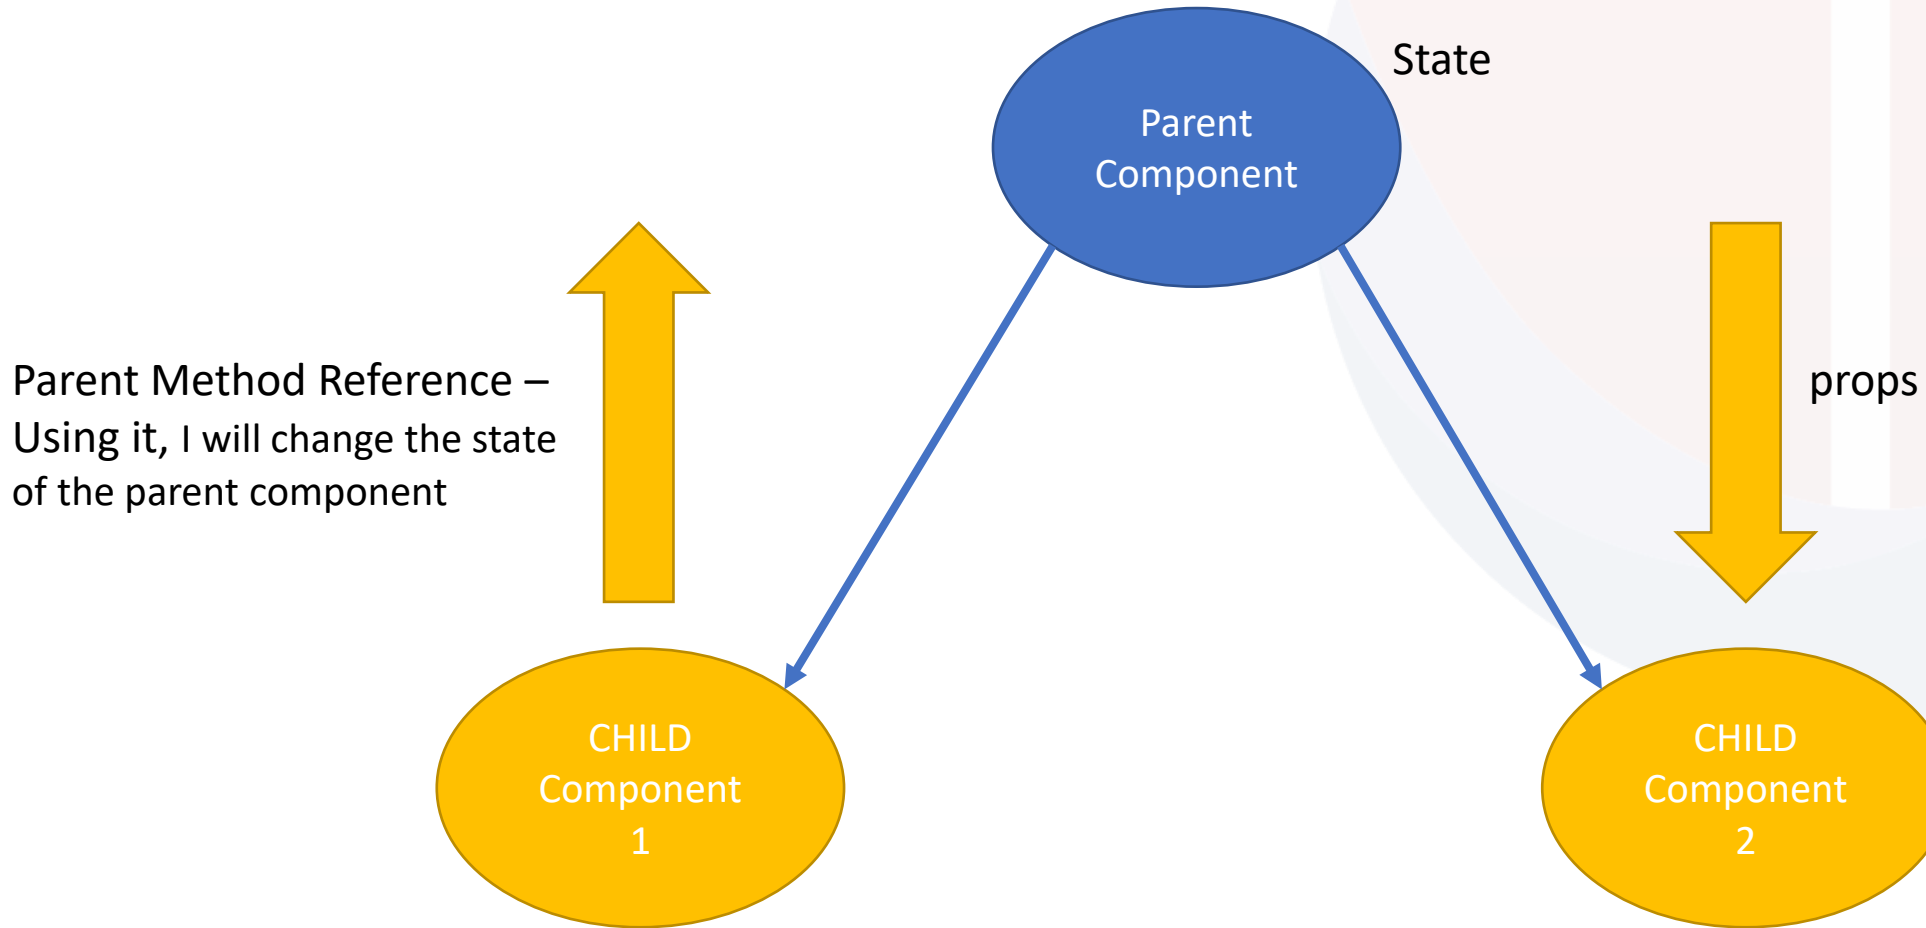 State
Parent
Component
Parent Method Reference –
Using it, I will change the state
of the parent component
props
CHILD
Component
1
CHILD
Component
2